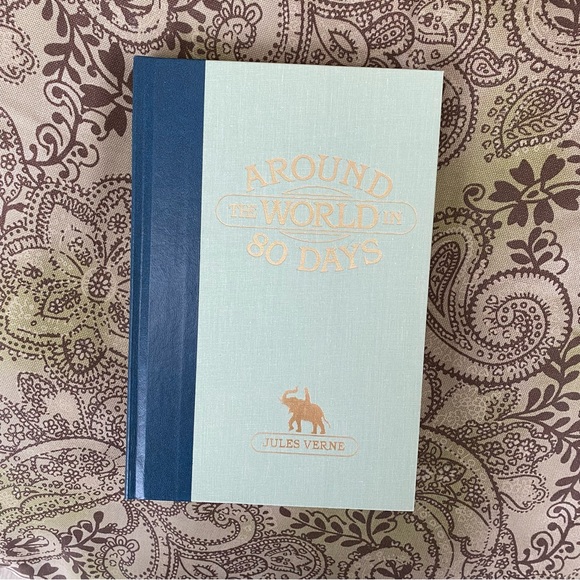 AROUND
THE WORLD IN
80 DAYS
JULES VERNE